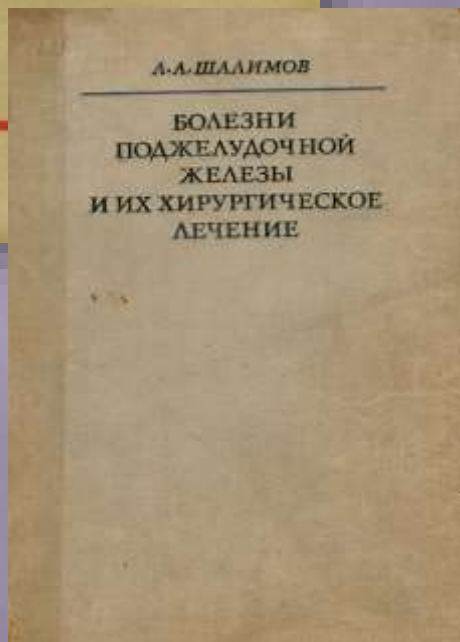 А.А.ШАЛИМОВ
БОЛЕЗНИ
ПОДЖЕЛУДОЧНОЙ
ЖЕЛЕЗЫ
И ИХ ХИРУРГИЧЕСКОЕ
ЛЕЧЕНИЕ